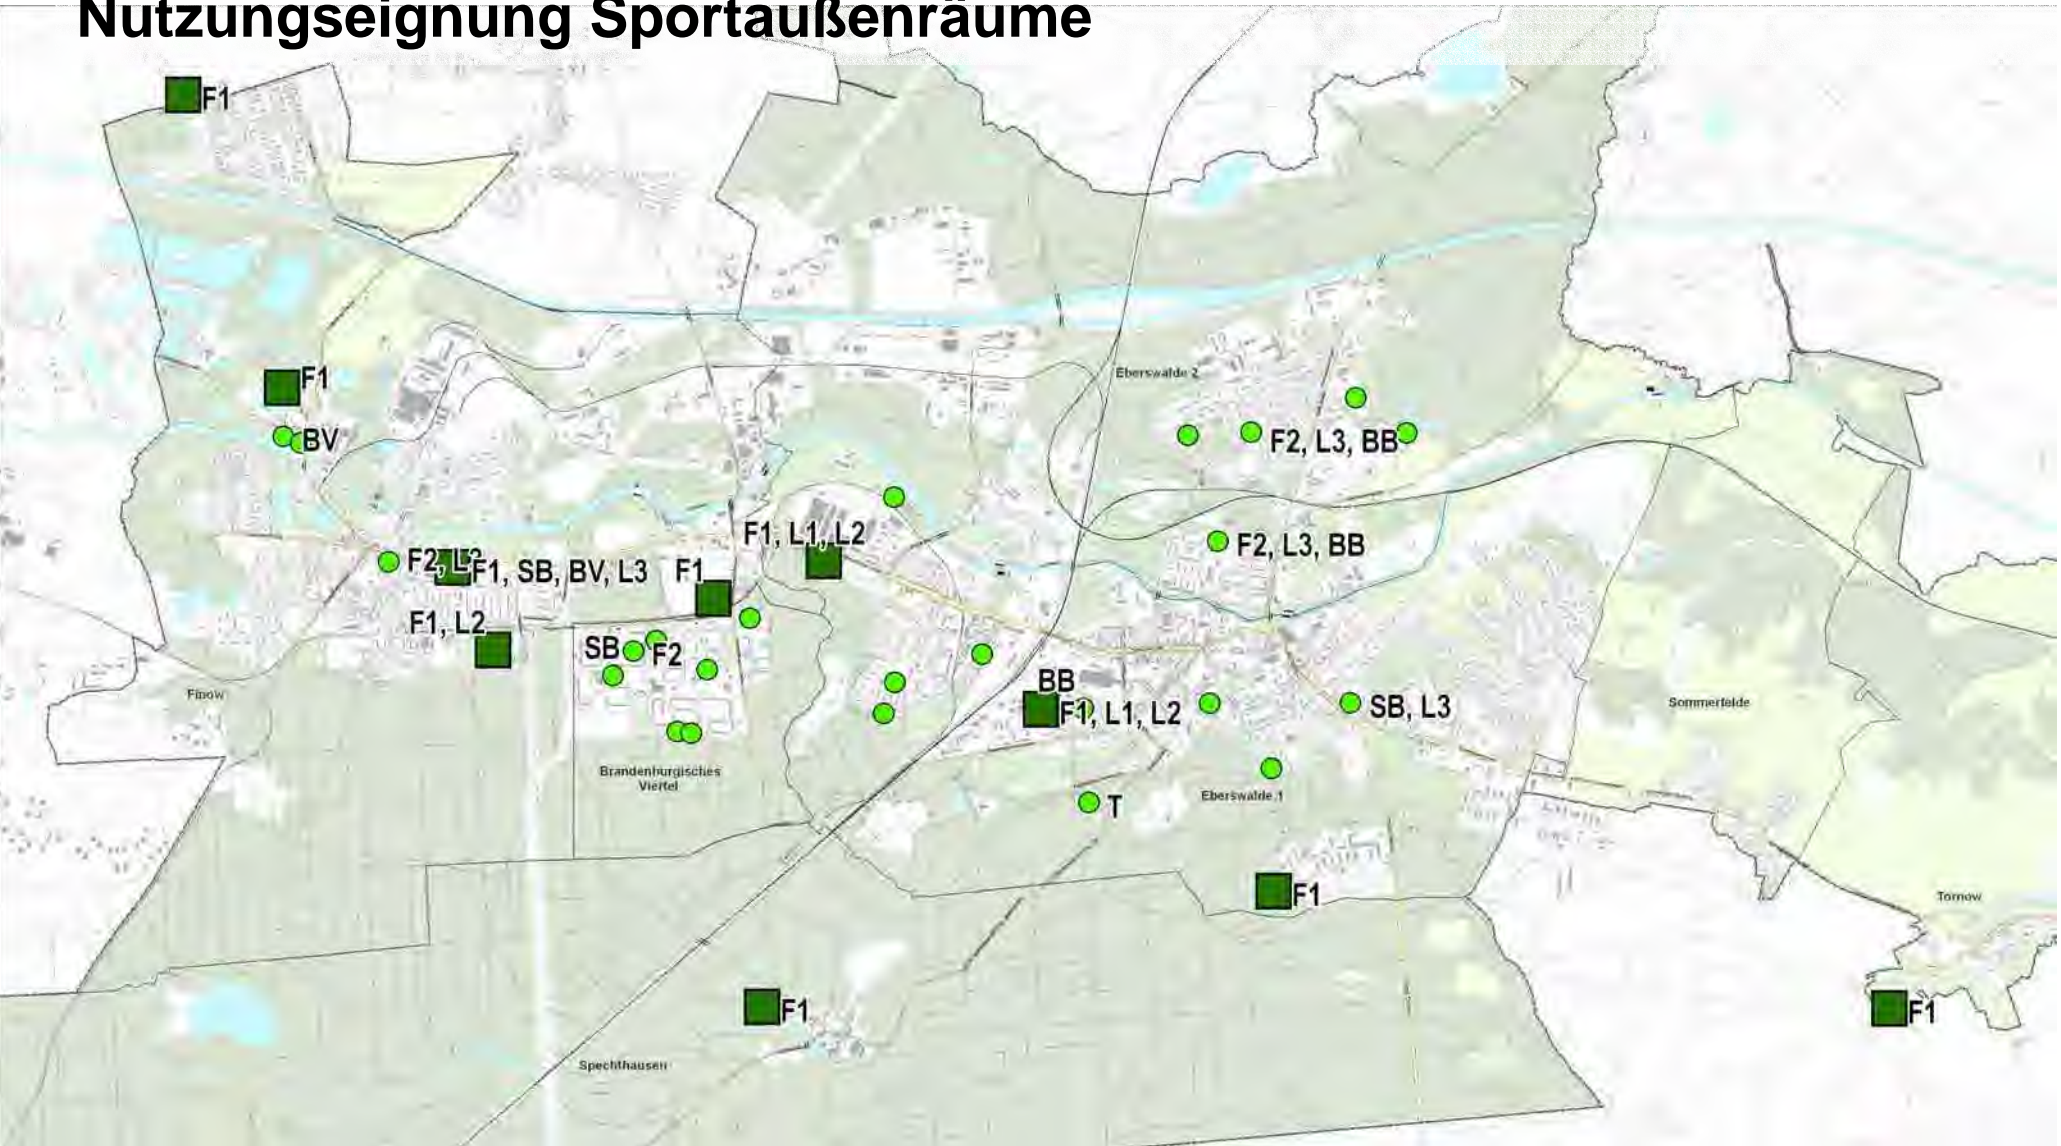 Nutzungseignung Sportaußenräume
F1
F1
BV
Eberswalde 2
F2, L3, BB
F1, L1, L2
F2, L3, BB
F2,
F1, SB, BV, L3
F1
F1, L2
SB
F2
BB
F1, L1, L2
SB, L3
Finow
Sommerfelde
Brandenburgisches
Viertel
Eberswalde 1
T
F1
Tornow
F1
F1
Spechthausen